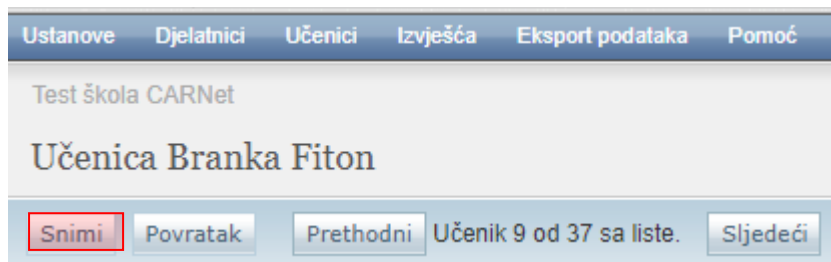 Ustanove Djelatnici Učenici Izvješća Eksport podataka Pomoć
Test škola CARNet
Učenica Branka Fiton
Snimi Povratak Prethodni Učenik 9 od 37 sa liste. Sljedeći